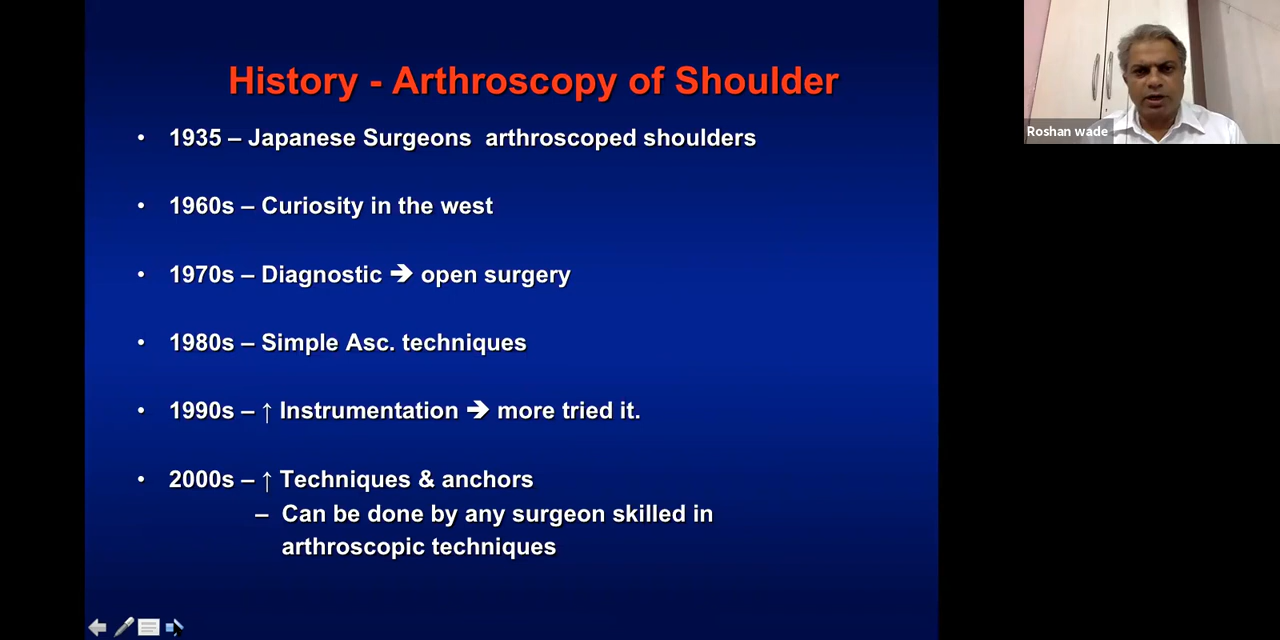 History - Arthroscopy of Shoulder
• 1935 – Japanese Surgeons arthroscoped shoulders
• 1960s – Curiosity in the west
• 1970s – Diagnostic ➔ open surgery
• 1980s – Simple Asc. techniques
• 1990s – ↑ Instrumentation ➔ more tried it.
• 2000s – ↑ Techniques & anchors
– Can be done by any surgeon skilled in
arthroscopic techniques
Roshan wade